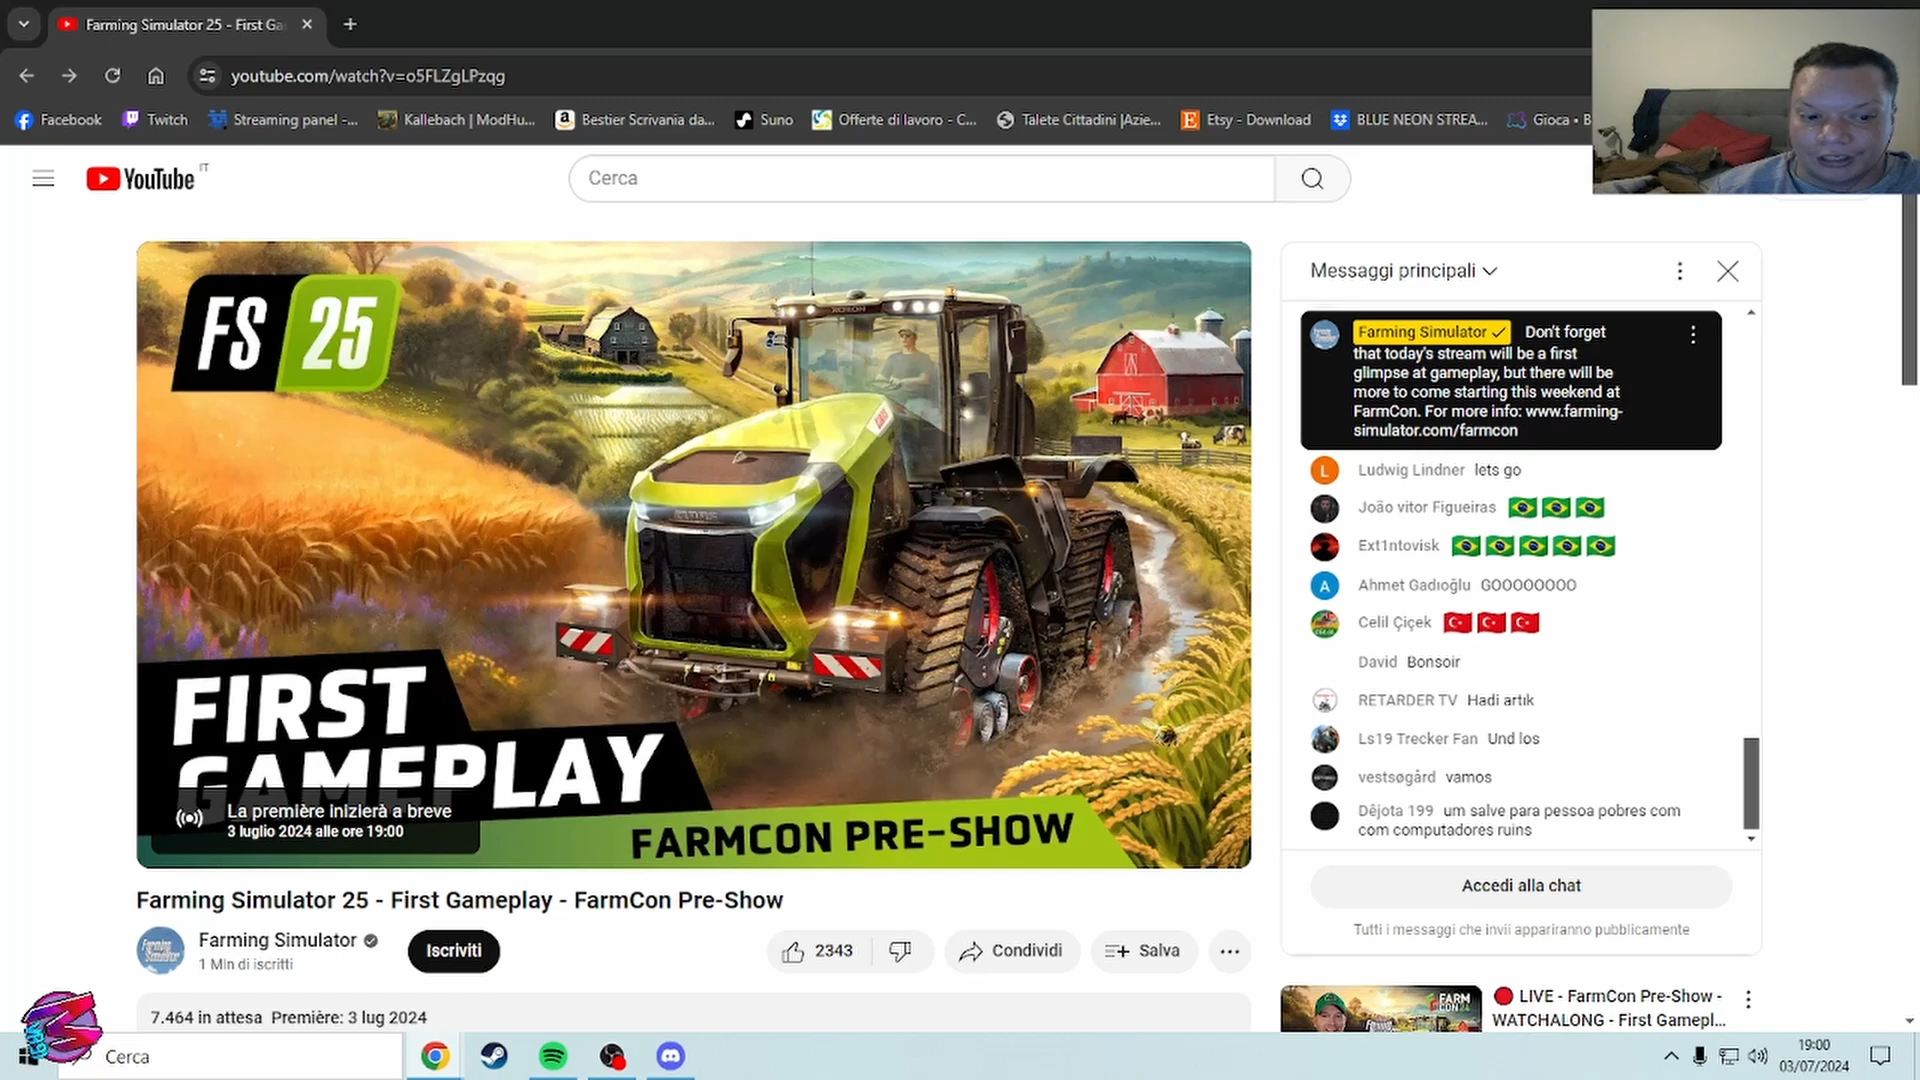 Farming Simulator 25 - First Ga
youtube.com/watch?v=o5FLZgLPzqg
Facebook
Twitch
Streaming panel -...
Kallebach | ModHu...
Bestier Scrivania da...
Suno
Offerte di lavoro - C...
Talete Cittadini |Azie...
Etsy - Download
BLUE NEON STREA...
Gioca • B
YouTube
IT
Cerca
FS 25
XERION
CLAAS
FIRST
GAMEPLAY
FARMCON PRE-SHOW
La première inizierà a breve
3 luglio 2024 alle ore 19:00
Messaggi principali
Farming Simulator Don't forget
that today's stream will be a first
glimpse at gameplay, but there will be
more to come starting this weekend at
FarmCon. For more info: www.farming-
simulator.com/farmcon
L
Ludwig Lindner lets go
João vitor Figueiras 🇧🇷🇧🇷🇧🇷
Ext1ntovisk 🇧🇷🇧🇷🇧🇷🇧🇷🇧🇷
A
Ahmet Gadıoğlu GOOOOOOOO
Celil Çiçek 🇹🇷🇹🇷🇹🇷
David Bonsoir
RETARDER TV Hadi artık
Ls19 Trecker Fan Und los
vestsøgård vamos
Dêjota 199 um salve para pessoa pobres com
com computadores ruins
Accedi alla chat
Tutti i messaggi che invii appariranno pubblicamente
Farming Simulator 25 - First Gameplay - FarmCon Pre-Show
Farming Simulator
Farming Simulator
1 Mln di iscritti
Iscriviti
2343
Condividi
Salva
7.464 in attesa Première: 3 lug 2024
FARM
CON24
🔴 LIVE - FarmCon Pre-Show -
WATCHALONG - First Gamepl...
Cerca
19:00
03/07/2024